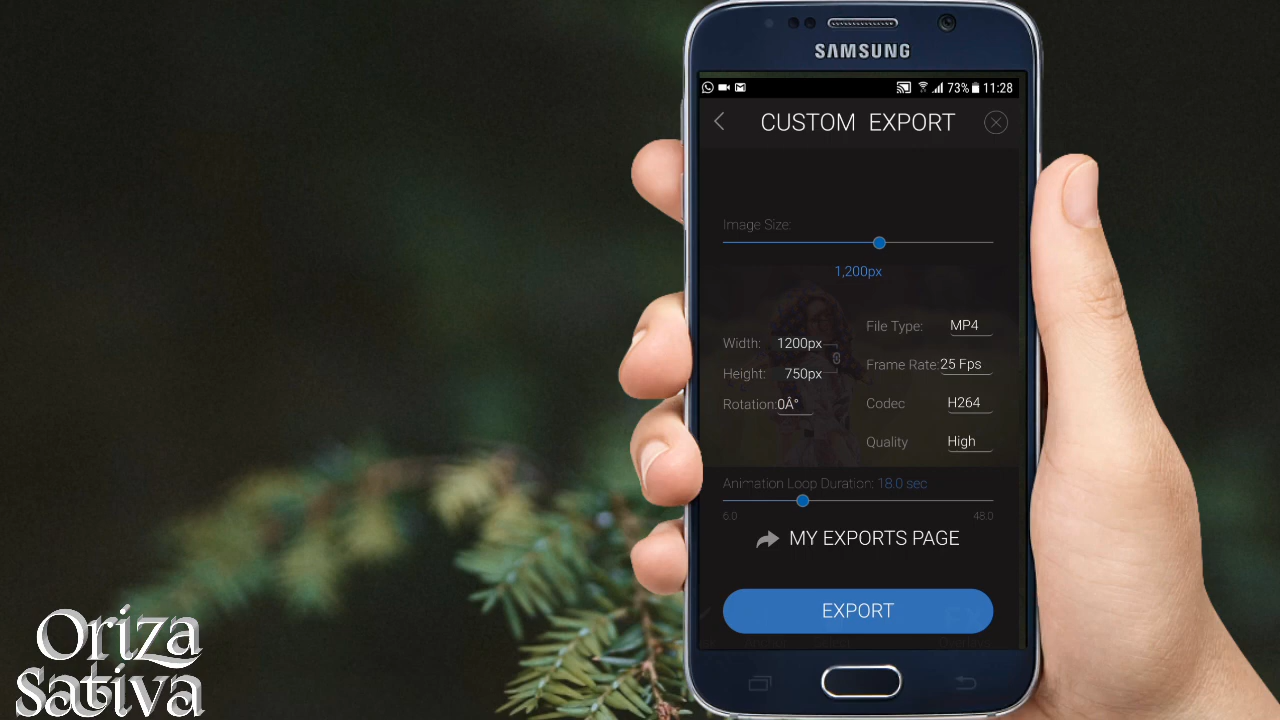 SAMSUNG
73% 11:28
CUSTOM EXPORT
Image Size:
1,200px
Width: 1200px
Height: 750px
Rotation:0Â°
File Type: MP4
Frame Rate:25 Fps
Codec H264
Quality High
Animation Loop Duration: 18.0 sec
6.0 48.0
MY EXPORTS PAGE
EXPORT
Oriza
Sativa